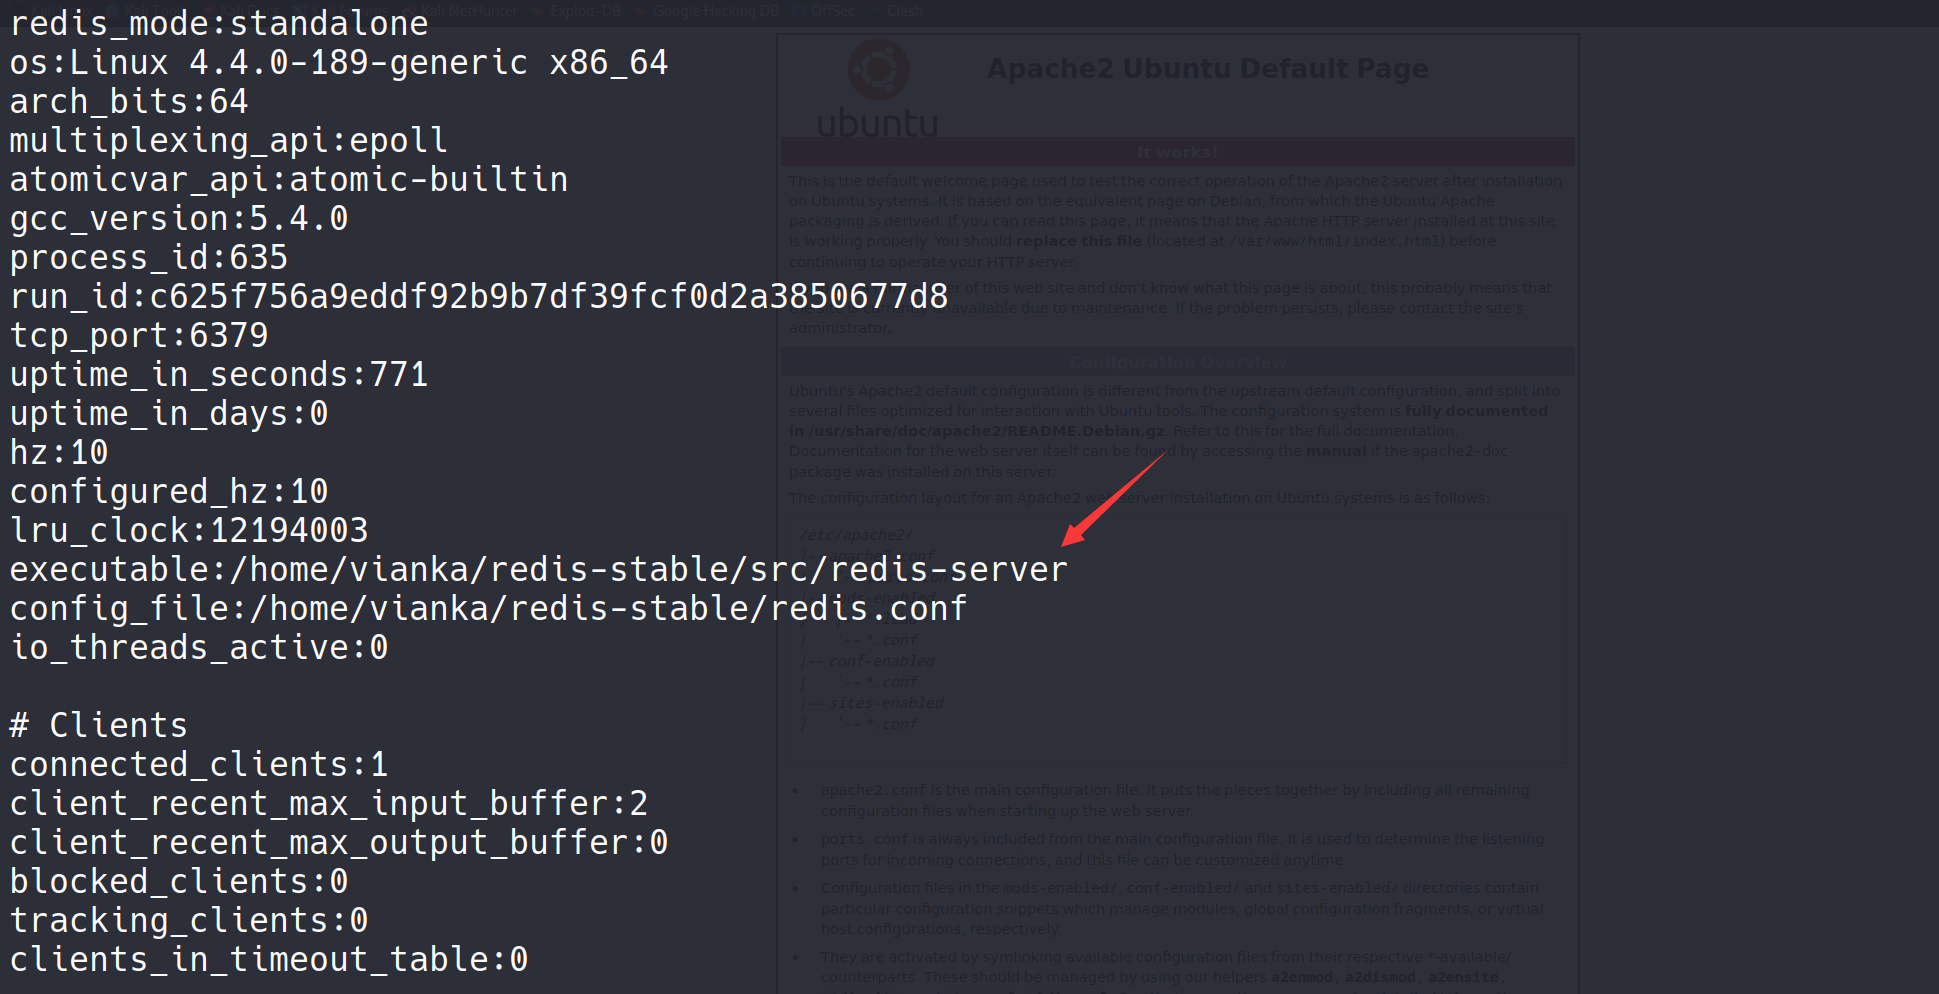 Kali Tools Kali Docs Kali Forums Kali NetHunter Exploit-DB Google Hacking DB OffSec Clash
redis_mode:standalone
os:Linux 4.4.0-189-generic x86_64
arch_bits:64
multiplexing_api:epoll
atomicvar_api:atomic-builtin
gcc_version:5.4.0
process_id:635
run_id:c625f756a9eddf92b9b7df39fcf0d2a3850677d8
tcp_port:6379
uptime_in_seconds:771
uptime_in_days:0
hz:10
configured_hz:10
lru_clock:12194003
executable:/home/vianka/redis-stable/src/redis-server
config_file:/home/vianka/redis-stable/redis.conf
io_threads_active:0
# Clients
connected_clients:1
client_recent_max_input_buffer:2
client_recent_max_output_buffer:0
blocked_clients:0
tracking_clients:0
clients_in_timeout_table:0
ubuntu
Apache2 Ubuntu Default Page
It works!
This is the default welcome page used to test the correct operation of the Apache2 server after installation
on Ubuntu systems. It is based on the equivalent page on Debian, from which the Ubuntu Apache
packaging is derived. If you can read this page, it means that the Apache HTTP server installed at this site
is working properly. You should replace this file (located at /var/www/html/index.html) before
continuing to operate your HTTP server.
of this web site and don't know what this page is about, this probably means that
the site is currently unavailable due to maintenance. If the problem persists, please contact the site's
administrator.
Configuration Overview
Ubuntu's Apache2 default configuration is different from the upstream default configuration, and split into
several files optimized for interaction with Ubuntu tools. The configuration system is fully documented
in /usr/share/doc/apache2/README.Debian.gz. Refer to this for the full documentation.
Documentation for the web server itself can be found by accessing the manual if the apache2-doc
package was installed on this server.
The configuration layout for an Apache2 web server installation on Ubuntu systems is as follows:
/etc/apache2/
|-- apache2.conf
| `-- *.conf
|-- conf-enabled
| `-- *.conf
|-- sites-enabled
| `-- *.conf
• apache2.conf is the main configuration file. It puts the pieces together by including all remaining
configuration files when starting up the web server.
• ports.conf is always included from the main configuration file. It is used to determine the listening
ports for incoming connections, and this file can be customized anytime.
• Configuration files in the mods-enabled/, conf-enabled/ and sites-enabled/ directories contain
particular configuration snippets which manage modules, global configuration fragments, or virtual
host configurations, respectively.
• They are activated by symlinking available configuration files from their respective *-available/
counterparts. These should be managed by using our helpers a2enmod, a2dismod, a2ensite,